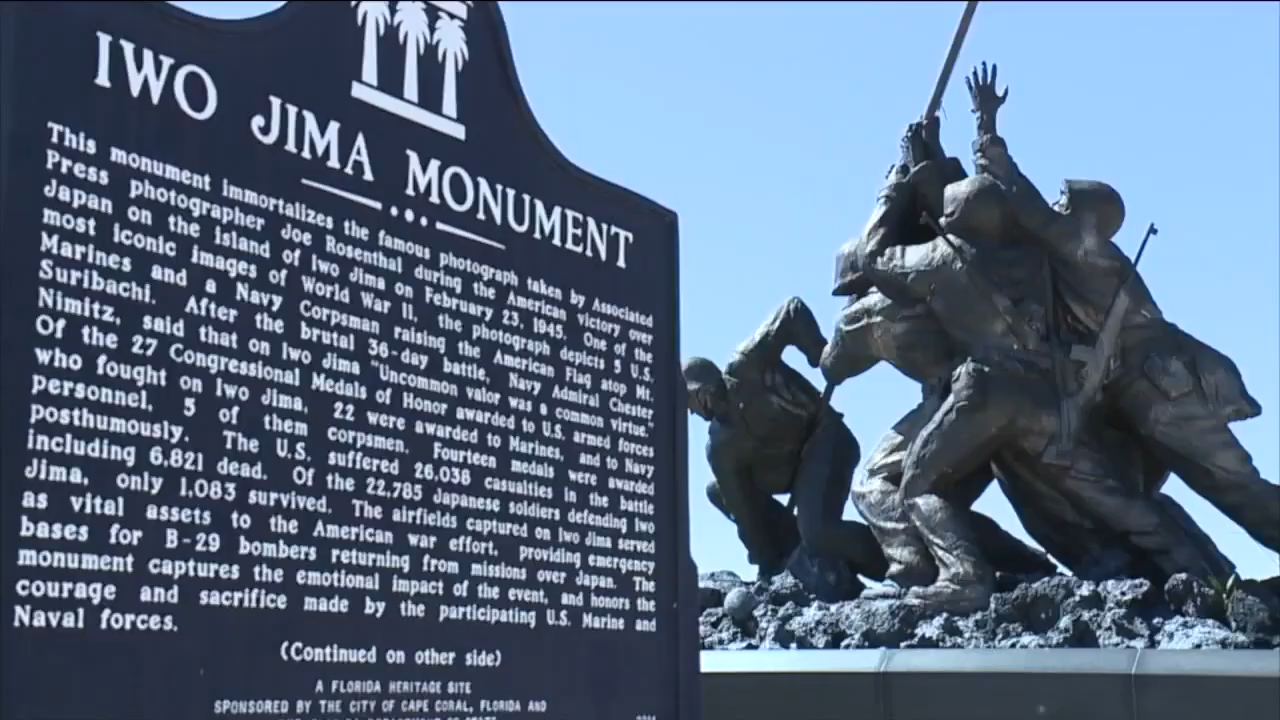 IWO JIMA MONUMENT
This monument immortalizes the famous photograph taken by Associated
Press photographer Joe Rosenthal during the American victory over
Japan on the island of Iwo Jima on February 23, 1945. One of the
most iconic images of World War II, the photograph depicts 5 U.S.
Marines and a Navy Corpsman raising the American Flag atop Mt.
Suribachi. After the brutal 36-day battle, Navy Admiral Chester
Nimitz, said that on Iwo Jima "Uncommon valor was a common virtue."
Of the 27 Congressional Medals of Honor awarded to U.S. armed forces
who fought on Iwo Jima, 22 were awarded to Marines, and to Navy
personnel, 5 of them corpsmen. Fourteen medals were awarded
posthumously. The U.S. suffered 26,038 casualties in the battle
including 6,821 dead. Of the 22,785 Japanese soldiers defending Iwo
Jima, only 1,083 survived. The airfields captured on Iwo Jima served
as vital assets to the American war effort, providing emergency
bases for B-29 bombers returning from missions over Japan. The
monument captures the emotional impact of the event, and honors the
courage and sacrifice made by the participating U.S. Marine and
Naval forces.
(Continued on other side)
A FLORIDA HERITAGE SITE
SPONSORED BY THE CITY OF CAPE CORAL, FLORIDA AND